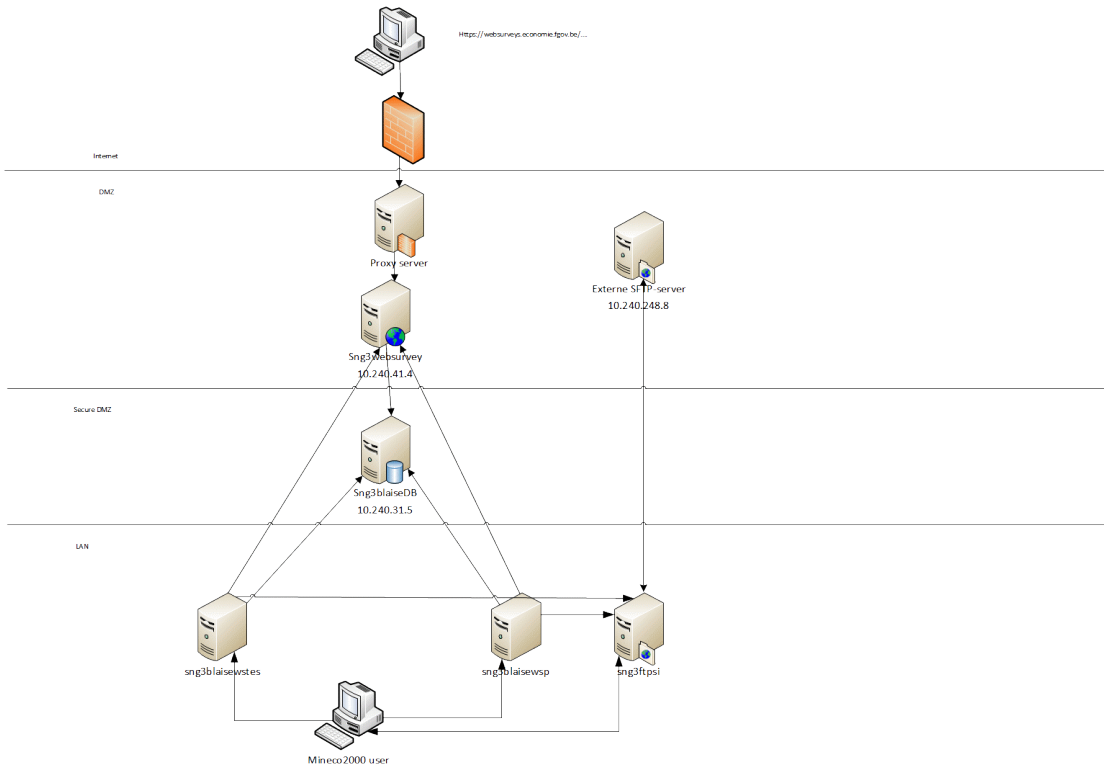 Https://websurveys.economie.fgov.be/....
Internet
DMZ
Proxy server
Externe SFTP-server
10.240.248.8
Sng3websurvey
10.240.41.4
Secure DMZ
Sng3blaiseDB
10.240.31.5
LAN
sng3blaisewstes
sng3blaisewsp
sng3ftpsi
Mineco2000 user